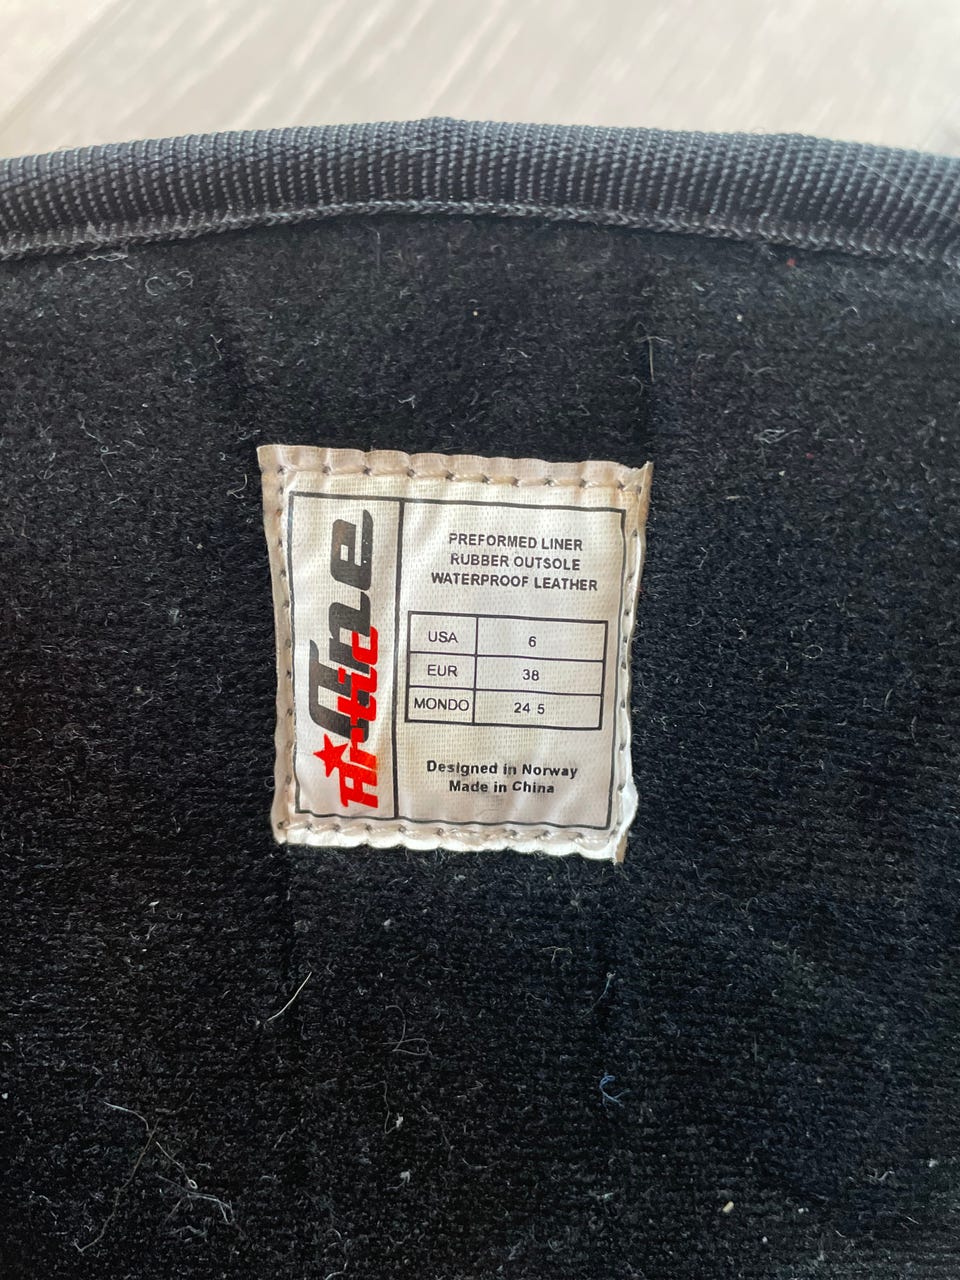 Arctic
Line
PREFORMED LINER
RUBBER OUTSOLE
WATERPROOF LEATHER
USA 6
EUR 38
MONDO 24 5
Designed in Norway
Made in China